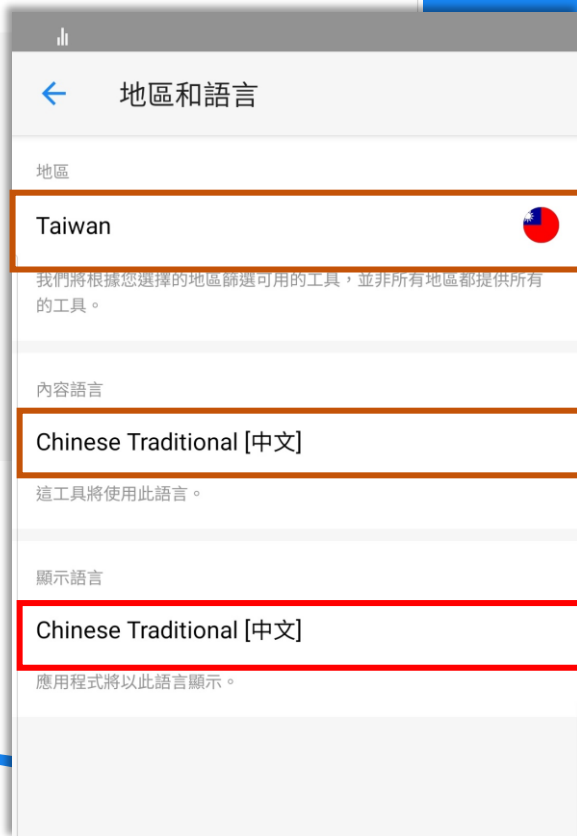 地區和語言
地區
Taiwan
我們將根據您選擇的地區篩選可用的工具，並非所有地區都提供所有
的工具。
內容語言
Chinese Traditional [中文]
這工具將使用此語言。
顯示語言
Chinese Traditional [中文]
應用程式將以此語言顯示。